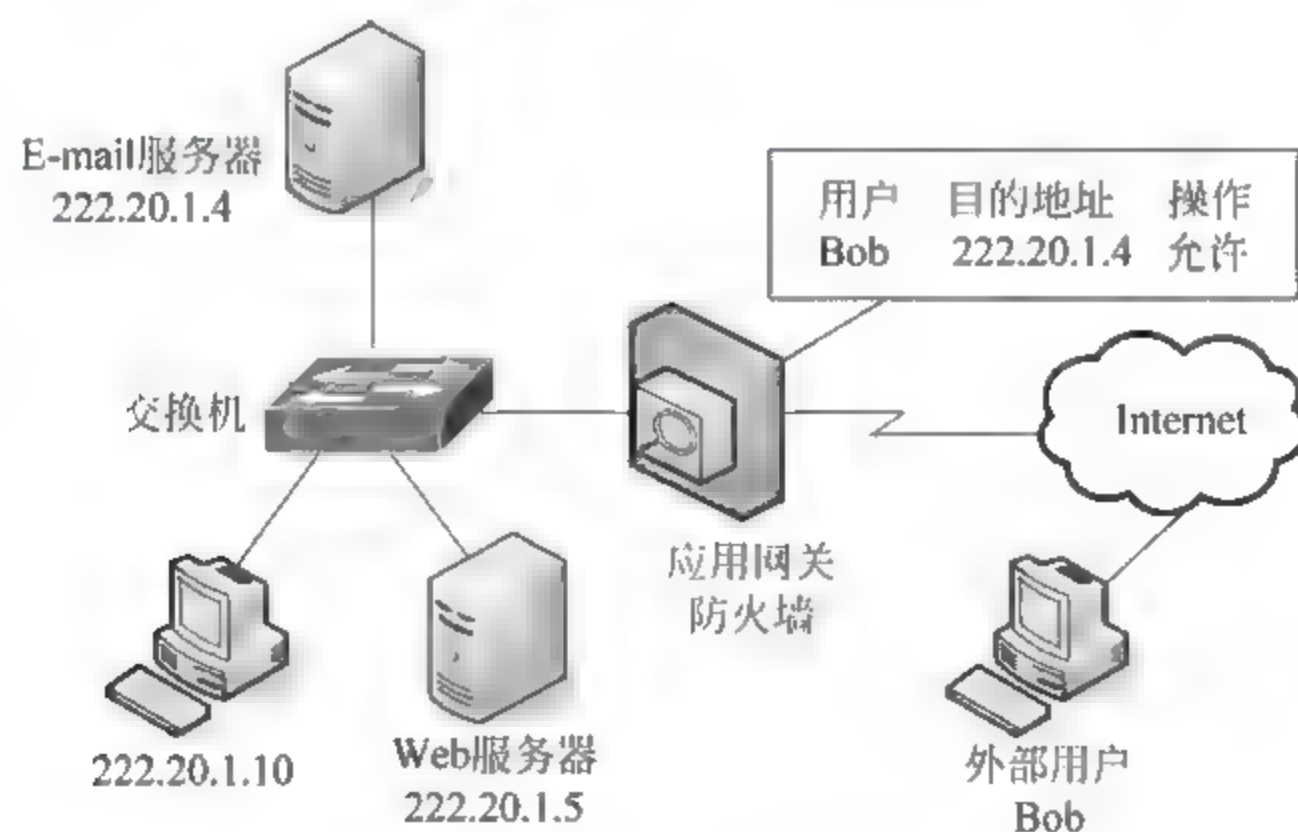 E-mail服务器
222.20.1.4
用户 目的地址 操作
Bob 222.20.1.4 允许
交换机
Internet
应用网关
防火墙
222.20.1.10
Web服务器
222.20.1.5
外部用户
Bob